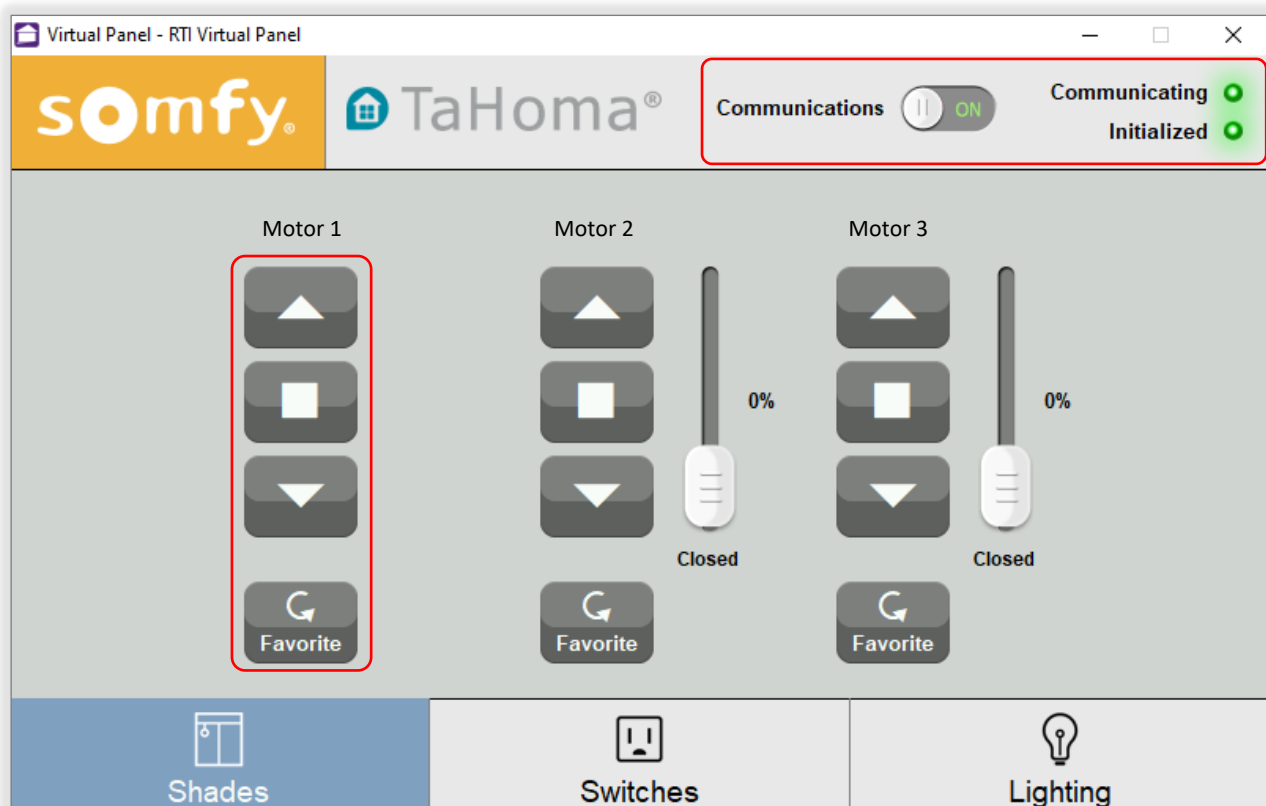 Virtual Panel - RTI Virtual Panel
somfy®
TaHoma®
Communications
ON
Communicating
Initialized
Motor 1
Motor 2
Motor 3
0%
0%
Closed
Closed
Favorite
Favorite
Favorite
Shades
Switches
Lighting